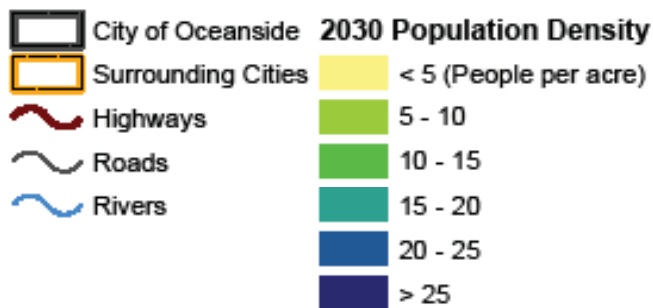 City of Oceanside
Surrounding Cities
Highways
Roads
Rivers
2030 Population Density
< 5 (People per acre)
5 - 10
10 - 15
15 - 20
20 - 25
> 25